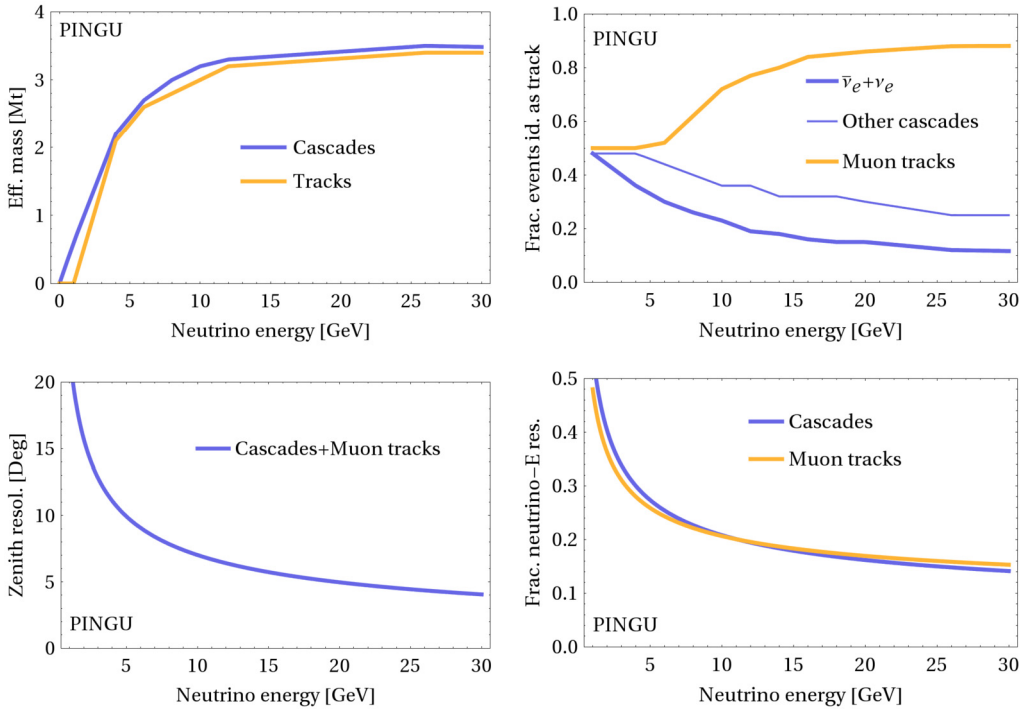 PINGU
Eff. mass [Mt]
4
3
2
1
0
Cascades
Tracks
0 5 10 15 20 25 30
Neutrino energy [GeV]
PINGU
Frac. events id. as track
1.0
0.8
0.6
0.4
0.2
0.0
ν̄e+νe
Other cascades
Muon tracks
5 10 15 20 25 30
Neutrino energy [GeV]
Zenith resol. [Deg]
20
15
10
5
0
Cascades+Muon tracks
PINGU
5 10 15 20 25 30
Neutrino energy [GeV]
Frac. neutrino−E res.
0.5
0.4
0.3
0.2
0.1
0.0
Cascades
Muon tracks
PINGU
5 10 15 20 25 30
Neutrino energy [GeV]